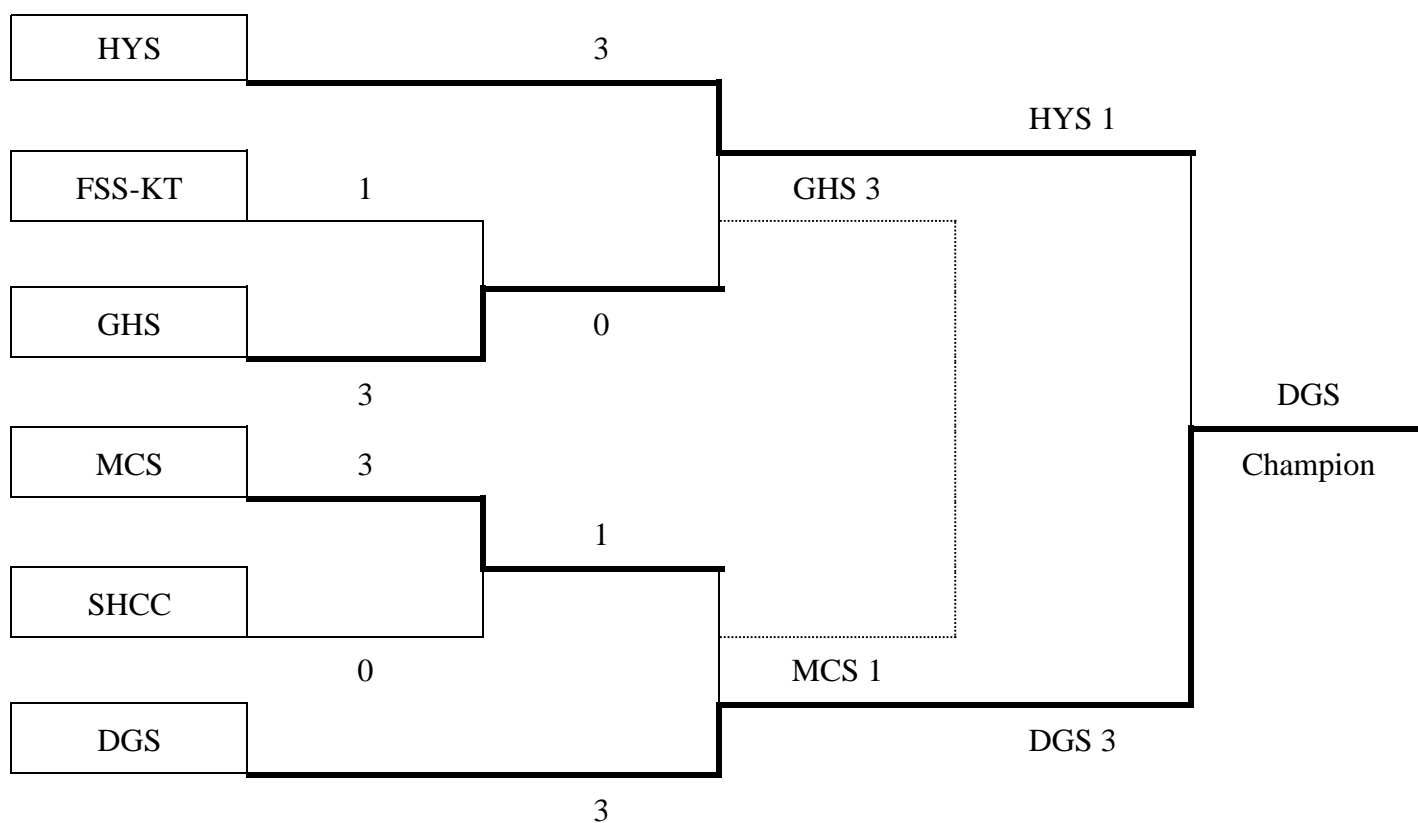 HYS 3
HYS 1
FSS-KT 1 GHS 3
GHS 0
3 DGS
MCS 3 Champion
1
SHCC
0 MCS 1
DGS DGS 3
3